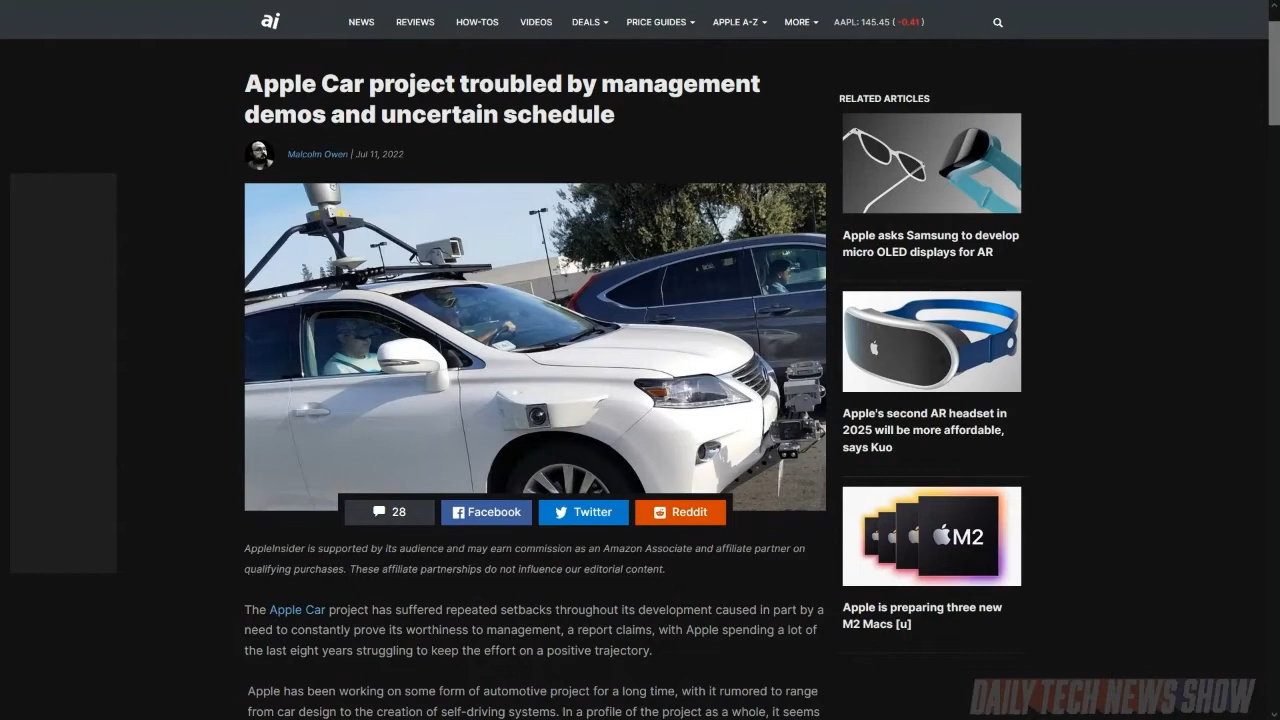 ai
NEWS
REVIEWS
HOW-TOS
VIDEOS
DEALS
PRICE GUIDES
APPLE A-Z
MORE
AAPL: 145.45 ( -0.41 )
Apple Car project troubled by management
demos and uncertain schedule
Malcolm Owen | Jul 11, 2022
28
Facebook
Twitter
Reddit
AppleInsider is supported by its audience and may earn commission as an Amazon Associate and affiliate partner on
qualifying purchases. These affiliate partnerships do not influence our editorial content.
The Apple Car project has suffered repeated setbacks throughout its development caused in part by a
need to constantly prove its worthiness to management, a report claims, with Apple spending a lot of
the last eight years struggling to keep the effort on a positive trajectory.
Apple has been working on some form of automotive project for a long time, with it rumored to range
from car design to the creation of self-driving systems. In a profile of the project as a whole, it seems
RELATED ARTICLES
Apple asks Samsung to develop
micro OLED displays for AR
Apple's second AR headset in
2025 will be more affordable,
says Kuo
M2
Apple is preparing three new
M2 Macs [u]
DAILY TECH NEWS SHOW